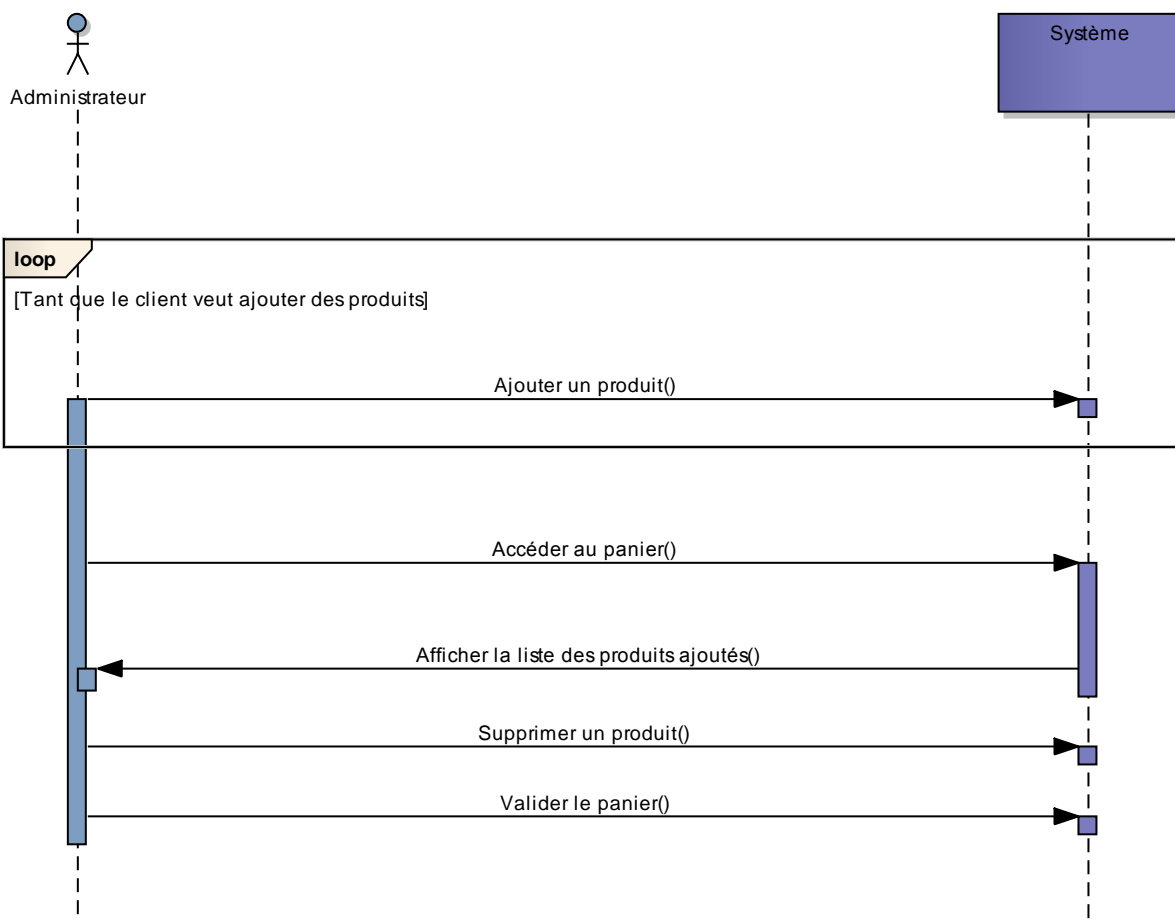 Système
Administrateur
loop
[Tant que le client veut ajouter des produits]
Ajouter un produit()
Accéder au panier()
Afficher la liste des produits ajoutés()
Supprimer un produit()
Valider le panier()